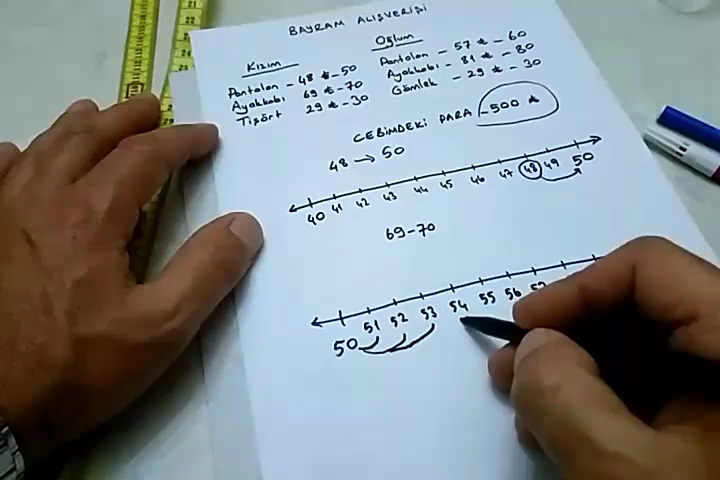 BAYRAM ALIŞVERİŞİ
Kızım
Pantolon - 48 ₺ - 50
Ayakkabı 69 ₺ - 70
Tişört 29 ₺ - 30
Oğlum
Pantolon - 57 ₺ - 60
Ayakkabı - 81 ₺ - 80
Gömlek - 29 ₺ - 30
CEBİMDEKİ PARA - 500 ₺
48 → 50
40 41 42 43 44 45 46 47 48 49 50
69-70
50 51 52 53 54 55 56